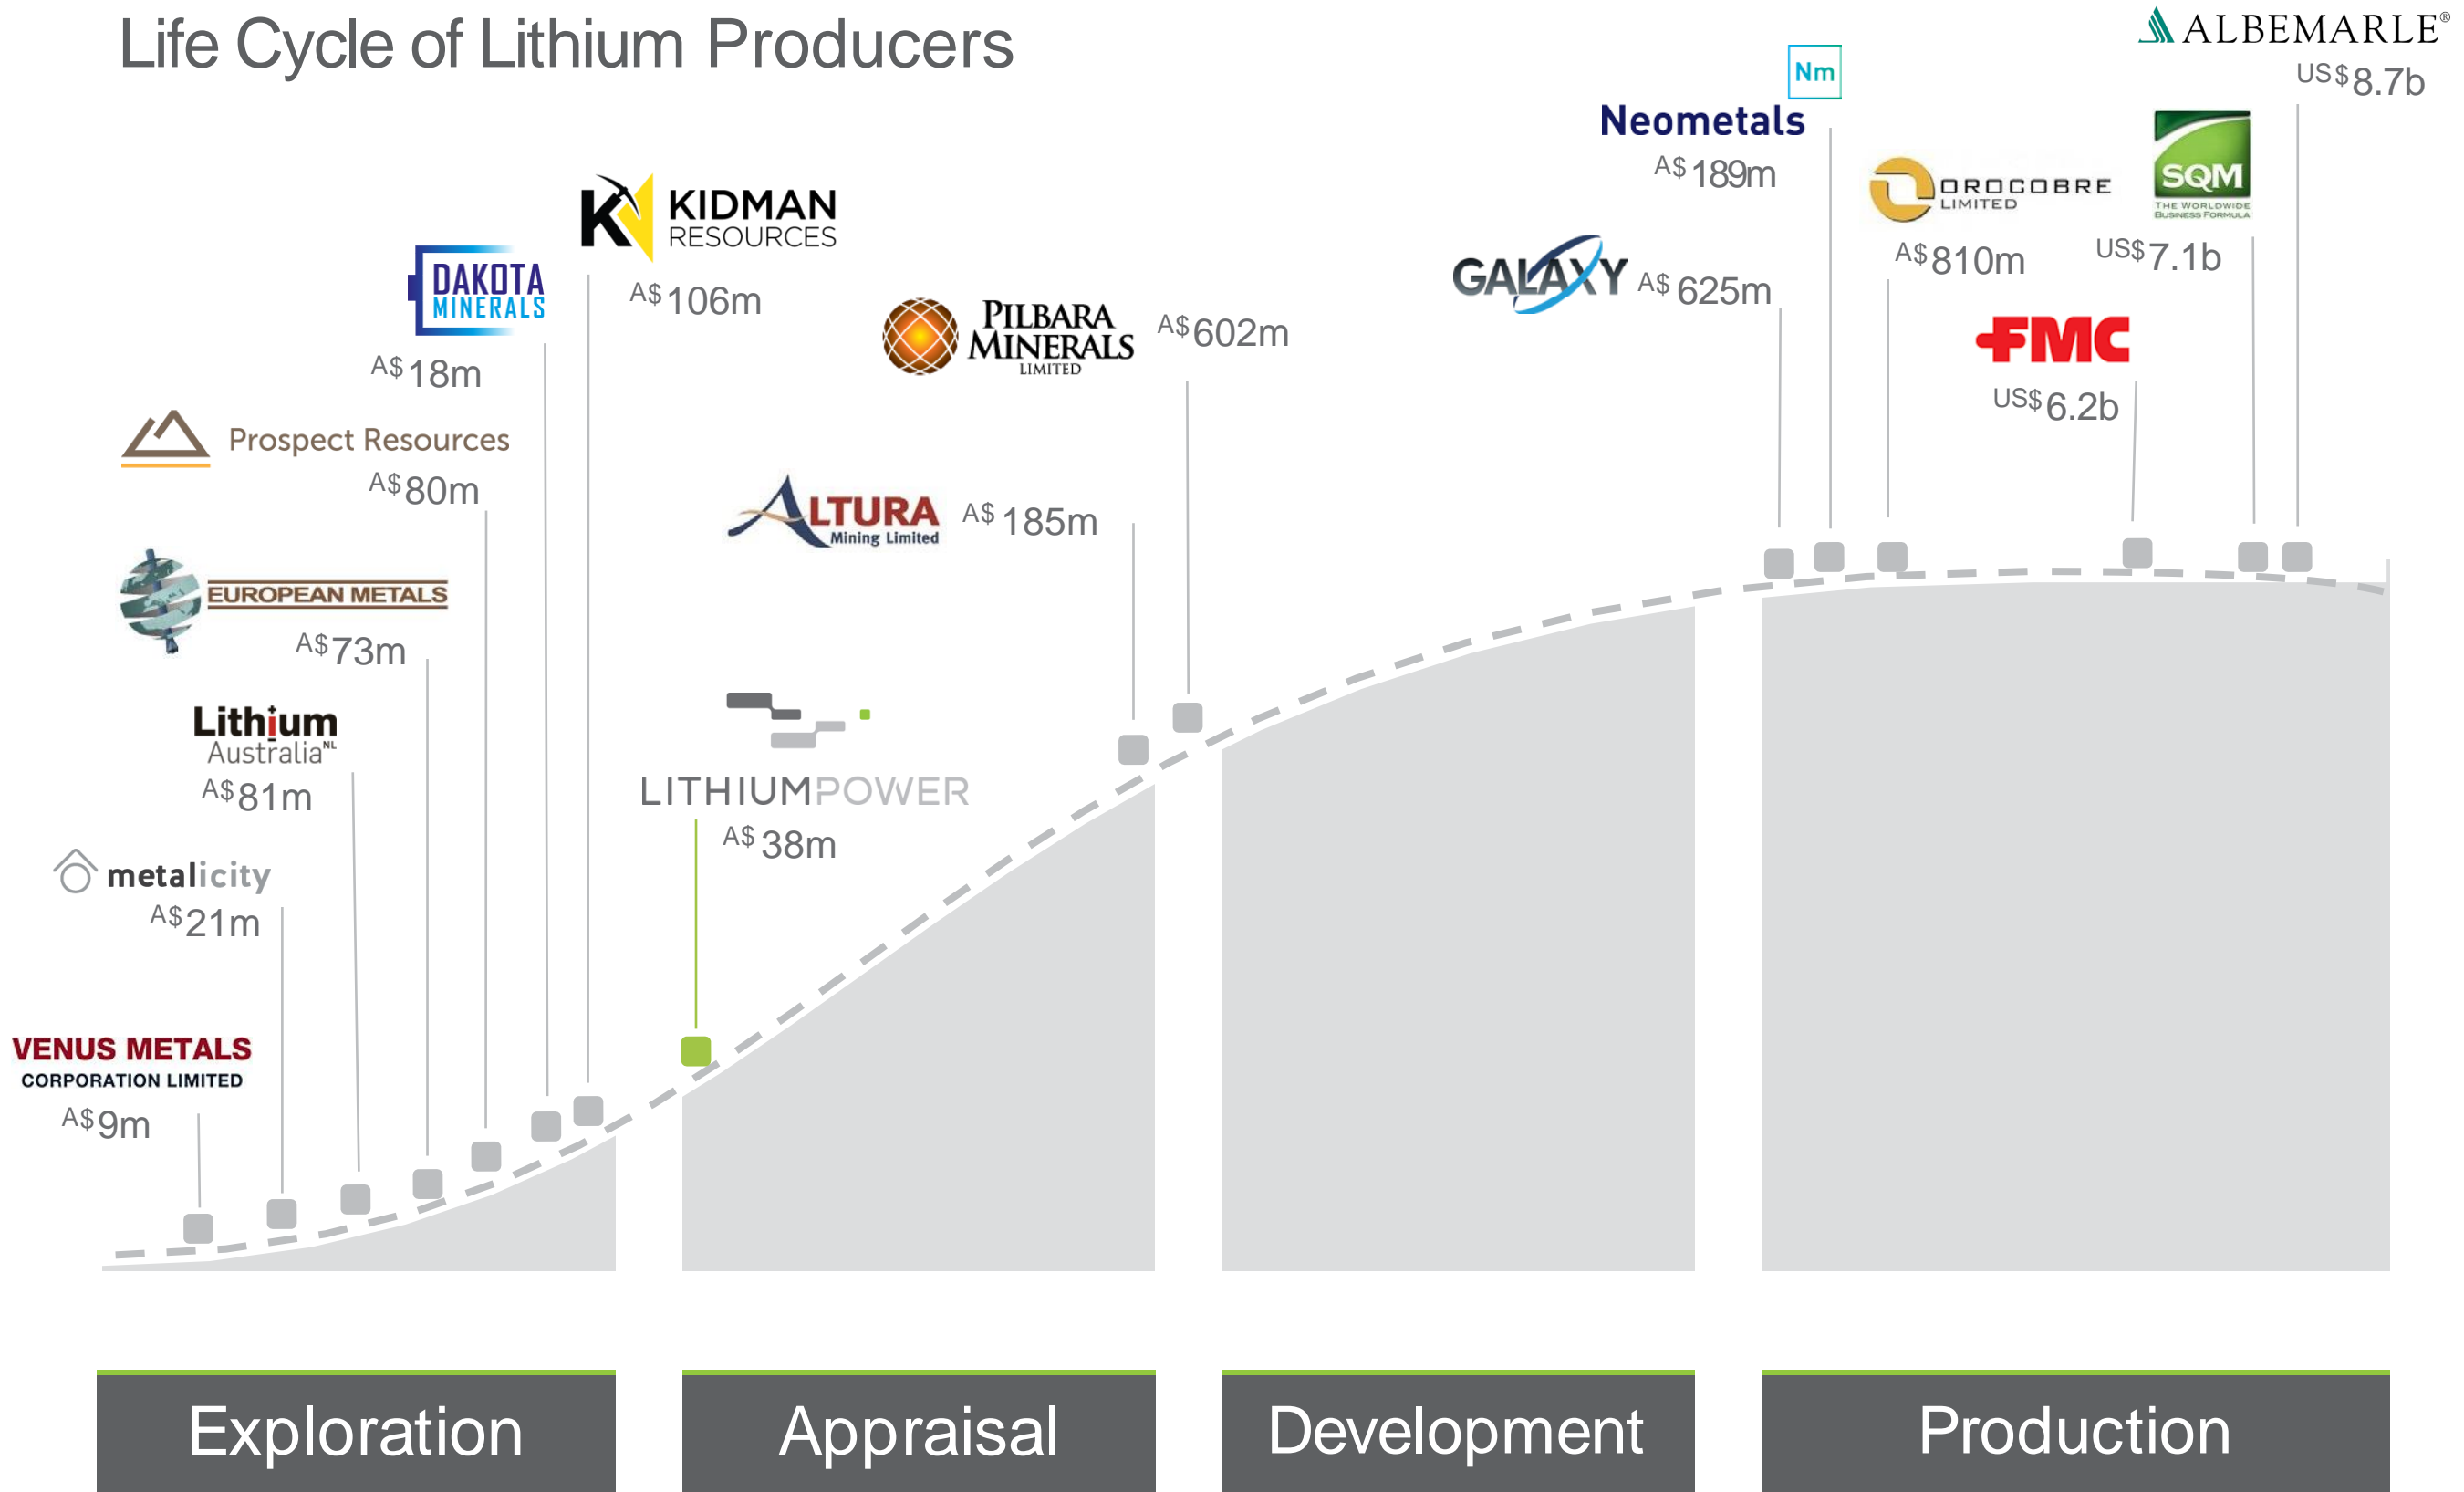 Life Cycle of Lithium Producers
ALBEMARLE®
US$8.7b
Nm
Neometals
A$189m
OROCOBRE
LIMITED
A$810m
SQM
THE WORLDWIDE
BUSINESS FORMULA
US$7.1b
KIDMAN
RESOURCES
A$106m
DAKOTA
MINERALS
A$18m
GALAXY A$625m
PILBARA
MINERALS
LIMITED
A$602m
FMC
US$6.2b
Prospect Resources
A$80m
ALTURA
Mining Limited
A$185m
EUROPEAN METALS
A$73m
Lithium
Australia NL
A$81m
LITHIUMPOWER
A$38m
metalicity
A$21m
VENUS METALS
CORPORATION LIMITED
A$9m
Exploration
Appraisal
Development
Production